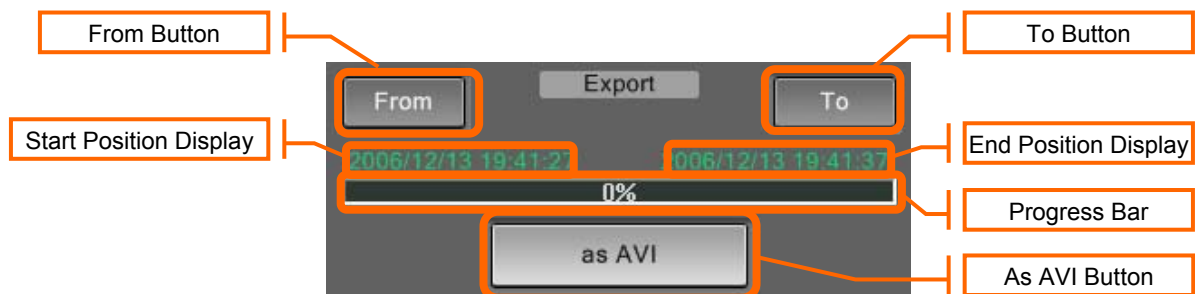 From Button
To Button
Export
From
To
Start Position Display
End Position Display
2006/12/13 19:41:27
2006/12/13 19:41:37
0%
Progress Bar
as AVI
As AVI Button